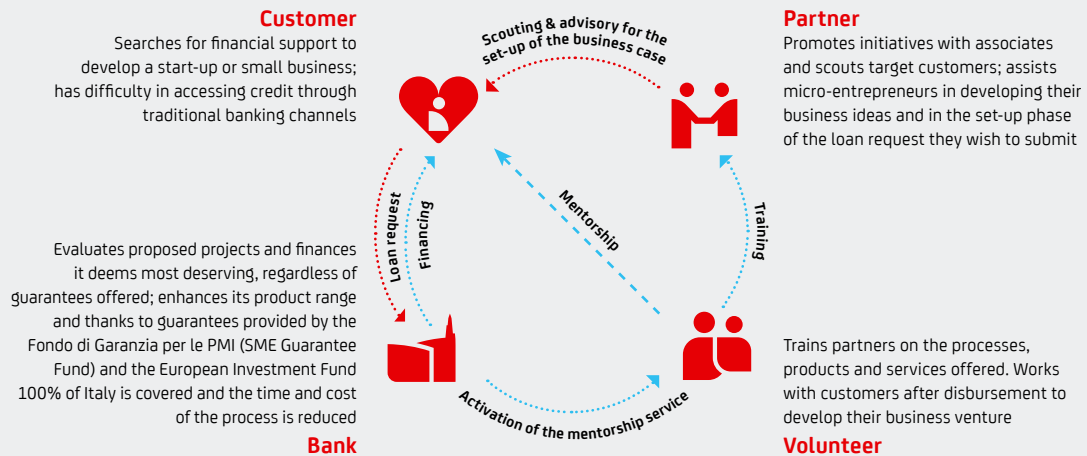 Customer
Searches for financial support to
develop a start-up or small business;
has difficulty in accessing credit through
traditional banking channels
Scouting & advisory for the
set-up of the business case
Partner
Promotes initiatives with associates
and scouts target customers; assists
micro-entrepreneurs in developing their
business ideas and in the set-up phase
of the loan request they wish to submit
Loan request
Financing
Mentorship
Training
Evaluates proposed projects and finances
it deems most deserving, regardless of
guarantees offered; enhances its product range
and thanks to guarantees provided by the
Fondo di Garanzia per le PMI (SME Guarantee
Fund) and the European Investment Fund
100% of Italy is covered and the time and cost
of the process is reduced
Bank
Activation of the mentorship service
Trains partners on the processes,
products and services offered. Works
with customers after disbursement to
develop their business venture
Volunteer